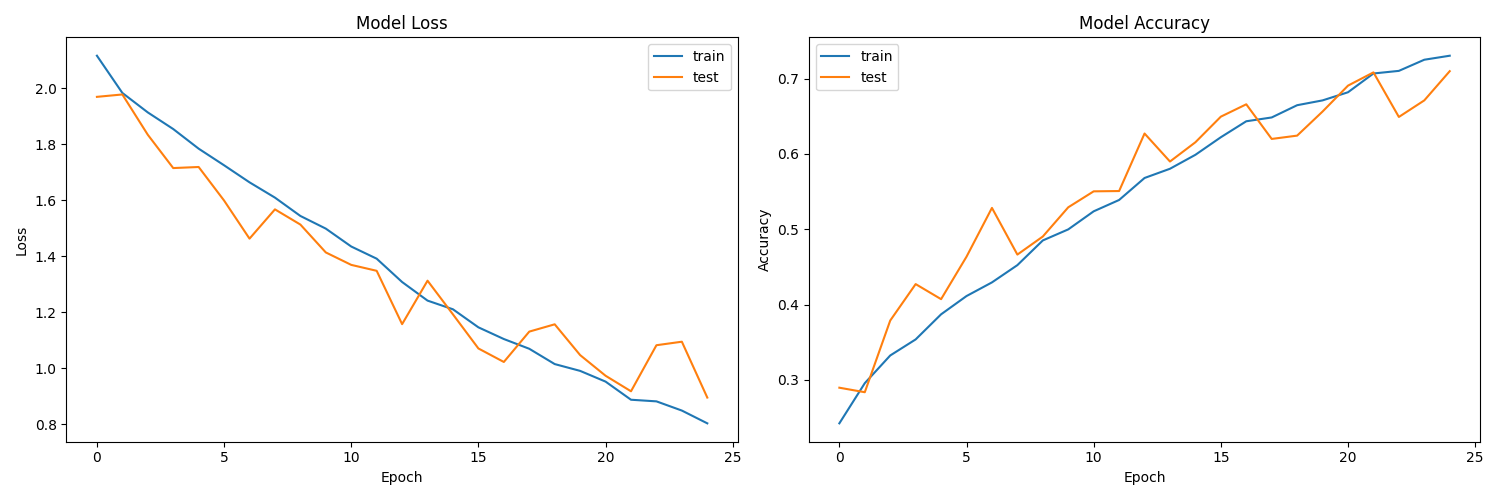 Model Loss
train
test
2.0
1.8
1.6
1.4
1.2
1.0
0.8
Loss
0 5 10 15 20 25
Epoch
Model Accuracy
train
test
0.7
0.6
0.5
0.4
0.3
Accuracy
0 5 10 15 20 25
Epoch